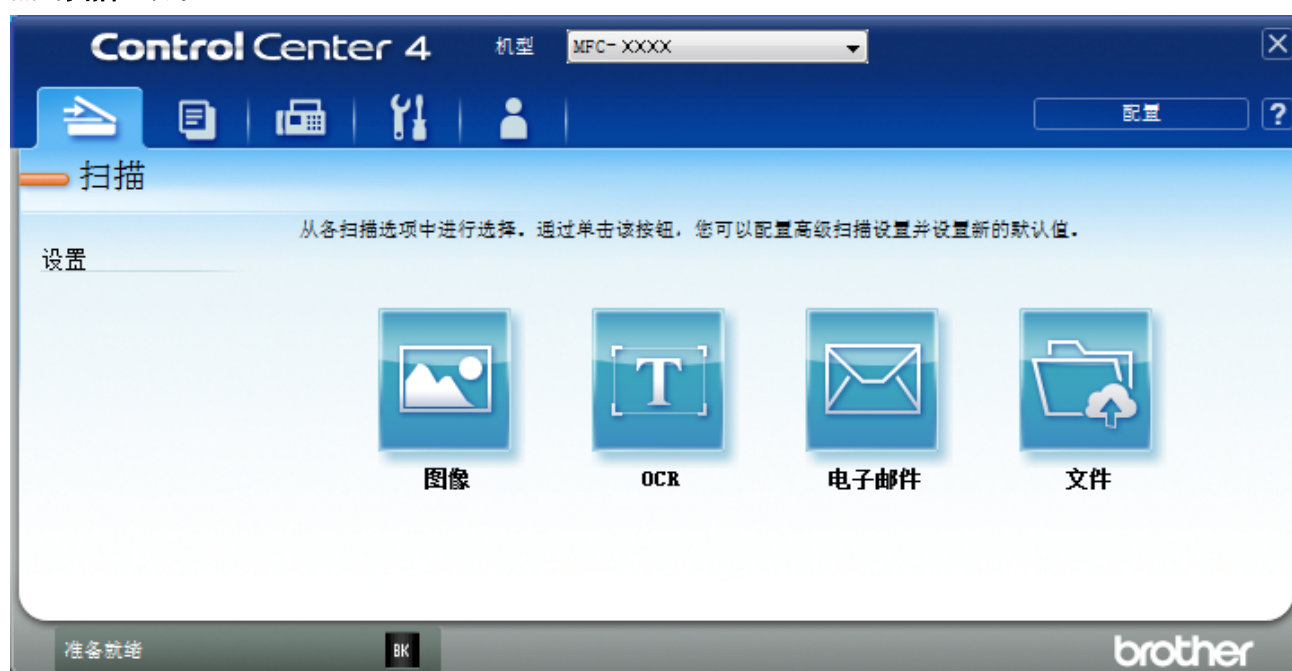 Control Center 4 机型 MFC-XXXX
配置 ?
扫描
从各扫描选项中进行选择。通过单击该按钮，您可以配置高级扫描设置并设置新的默认值。
设置
T
图像 OCR 电子邮件 文件
准备就绪 BK brother